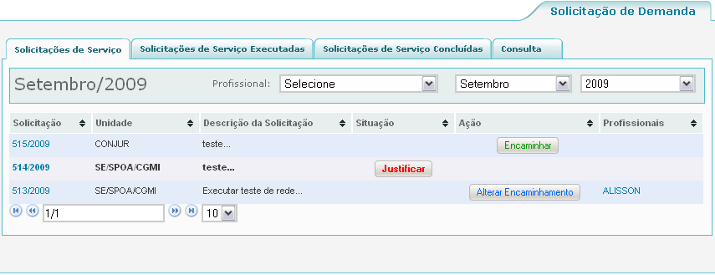 Solicitação de Demanda
Solicitações de Serviço Solicitações de Serviço Executadas Solicitações de Serviço Concluídas Consulta
Setembro/2009 Profissional: Selecione Setembro 2009
Solicitação Unidade Descrição da Solicitação Situação Ação Profissionais
515/2009 CONJUR teste... Encaminhar
514/2009 SE/SPOA/CGMI teste... Justificar
513/2009 SE/SPOA/CGMI Executar teste de rede... Alterar Encaminhamento ALISSON
1/1 10